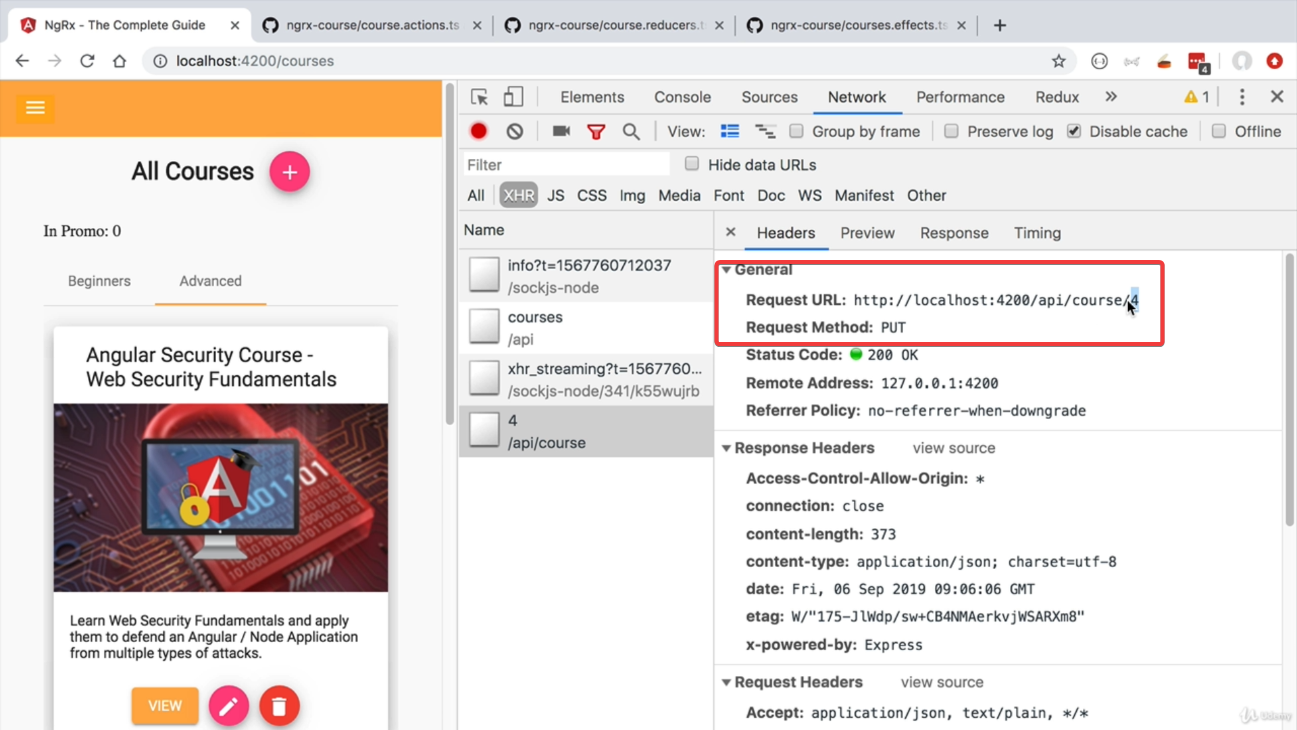 NgRx - The Complete Guide
ngrx-course/course.actions.ts
ngrx-course/course.reducers.t
ngrx-course/courses.effects.ts
localhost:4200/courses
4
Elements Console Sources Network Performance Redux » 1
View: Group by frame Preserve log Disable cache Offline
Filter Hide data URLs
All XHR JS CSS Img Media Font Doc WS Manifest Other
All Courses +
In Promo: 0
Beginners Advanced
Angular Security Course -
Web Security Fundamentals
Learn Web Security Fundamentals and apply
them to defend an Angular / Node Application
from multiple types of attacks.
VIEW
Name
info?t=1567760712037
/sockjs-node
courses
/api
xhr_streaming?t=1567760...
/sockjs-node/341/k55wujrb
4
/api/course
Headers Preview Response Timing
General
Request URL: http://localhost:4200/api/course/4
Request Method: PUT
Status Code: 200 OK
Remote Address: 127.0.0.1:4200
Referrer Policy: no-referrer-when-downgrade
Response Headers view source
Access-Control-Allow-Origin: *
connection: close
content-length: 373
content-type: application/json; charset=utf-8
date: Fri, 06 Sep 2019 09:06:06 GMT
etag: W/"175-JlWdp/sw+CB4NMAerkvjWSARXm8"
x-powered-by: Express
Request Headers view source
Accept: application/json, text/plain, */*
Udemy